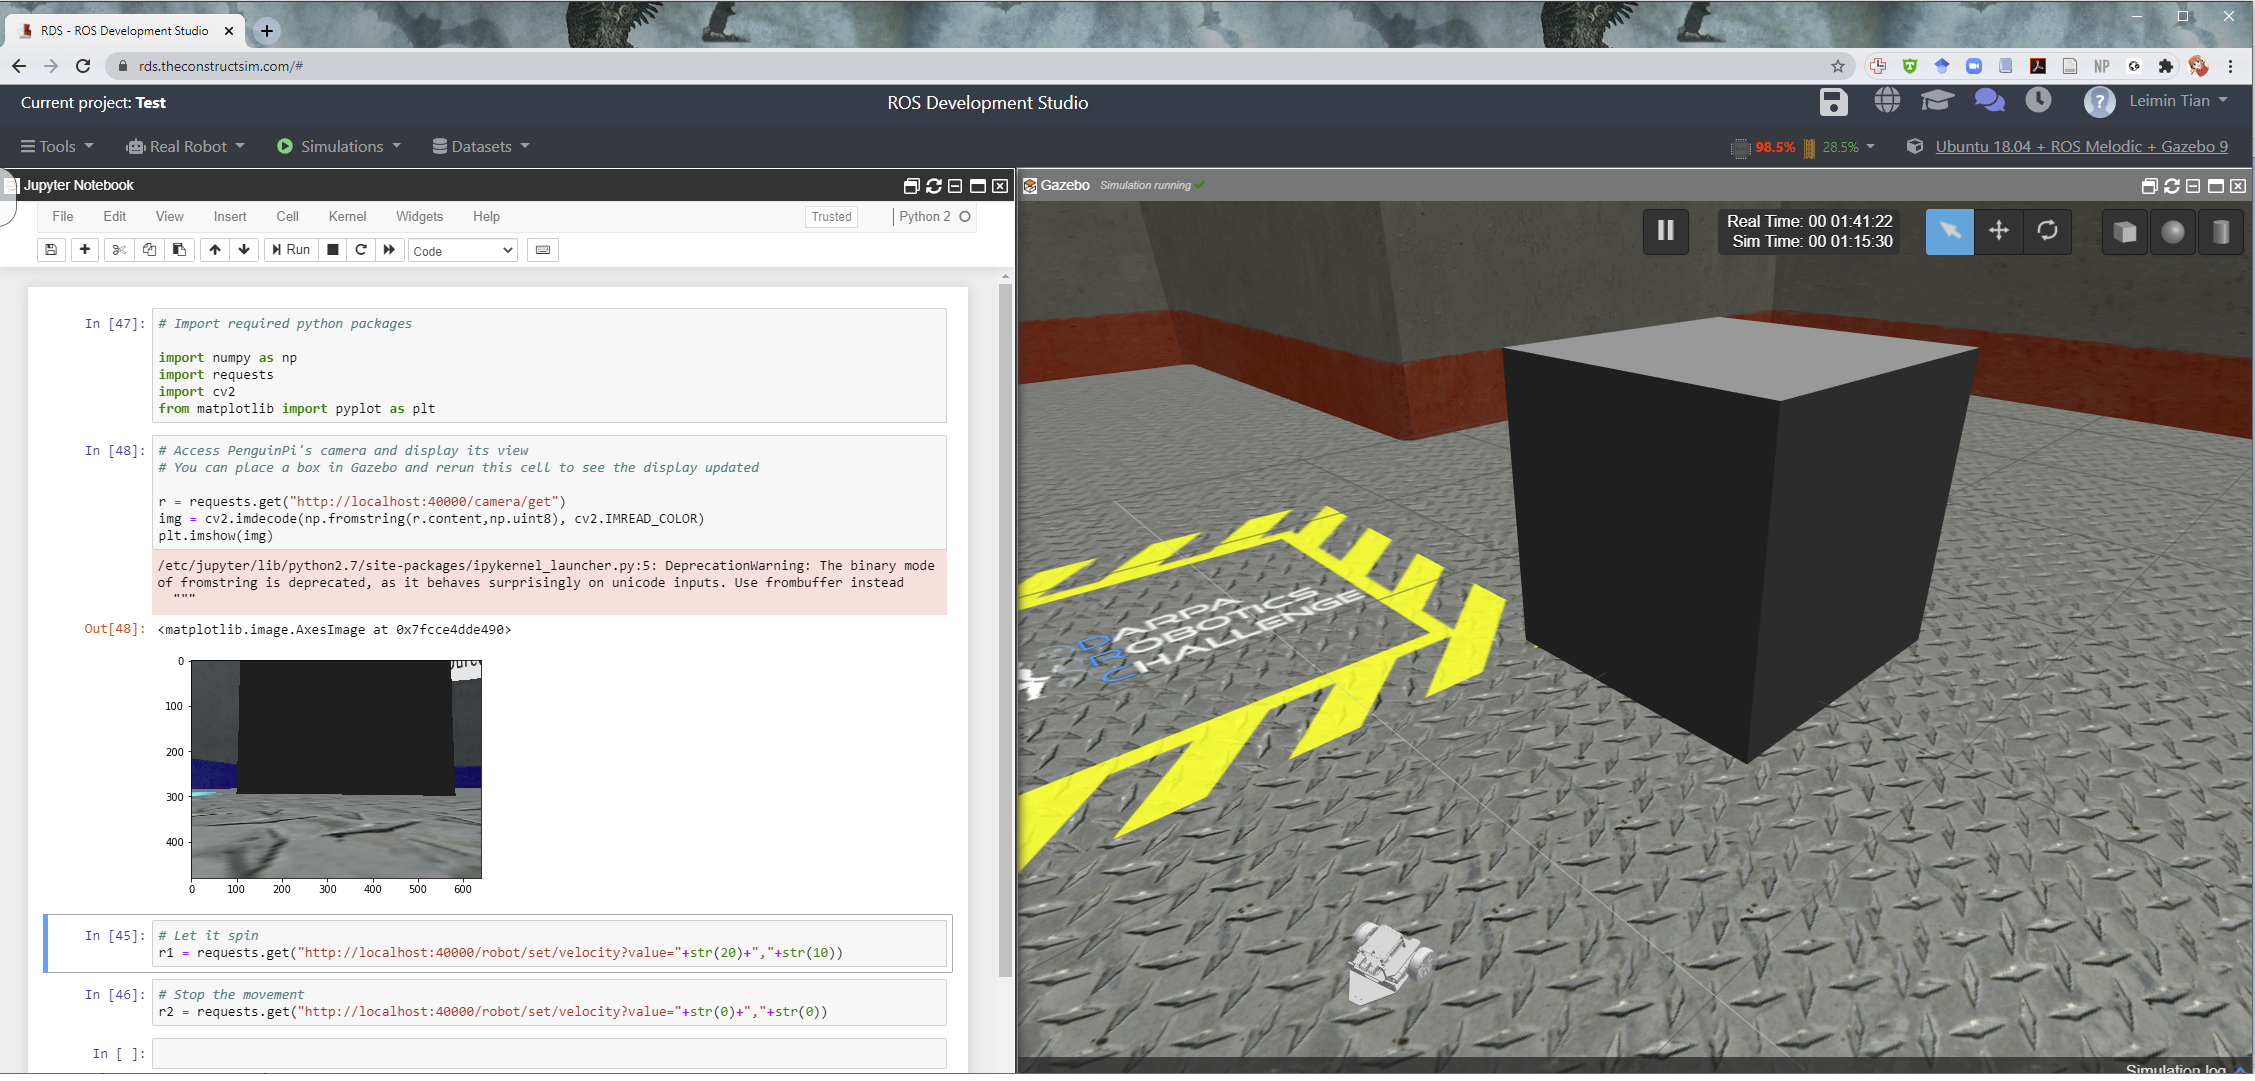 RDS - ROS Development Studio
rds.theconstructsim.com/#
NP
Current project: Test
ROS Development Studio
Leimin Tian
Tools
Real Robot
Simulations
Datasets
98.5%
28.5%
Ubuntu 18.04 + ROS Melodic + Gazebo 9
Jupyter Notebook
File Edit View Insert Cell Kernel Widgets Help
Trusted
Python 2
Run
Code
In [47]:
# Import required python packages
import numpy as np
import requests
import cv2
from matplotlib import pyplot as plt
In [48]:
# Access PenguinPi's camera and display its view
# You can place a box in Gazebo and rerun this cell to see the display updated
r = requests.get("http://localhost:40000/camera/get")
img = cv2.imdecode(np.fromstring(r.content,np.uint8), cv2.IMREAD_COLOR)
plt.imshow(img)
/etc/jupyter/lib/python2.7/site-packages/ipykernel_launcher.py:5: DeprecationWarning: The binary mode
of fromstring is deprecated, as it behaves surprisingly on unicode inputs. Use frombuffer instead
"""
Out[48]:
<matplotlib.image.AxesImage at 0x7fcce4dde490>
0
100
200
300
400
0 100 200 300 400 500 600
In [45]:
# Let it spin
r1 = requests.get("http://localhost:40000/robot/set/velocity?value="+str(20)+","+str(10))
In [46]:
# Stop the movement
r2 = requests.get("http://localhost:40000/robot/set/velocity?value="+str(0)+","+str(0))
In [ ]:
Gazebo
Simulation running
Real Time: 00 01:41:22
Sim Time: 00 01:15:30
DARPA
ROBOTICS
CHALLENGE
Simulation log